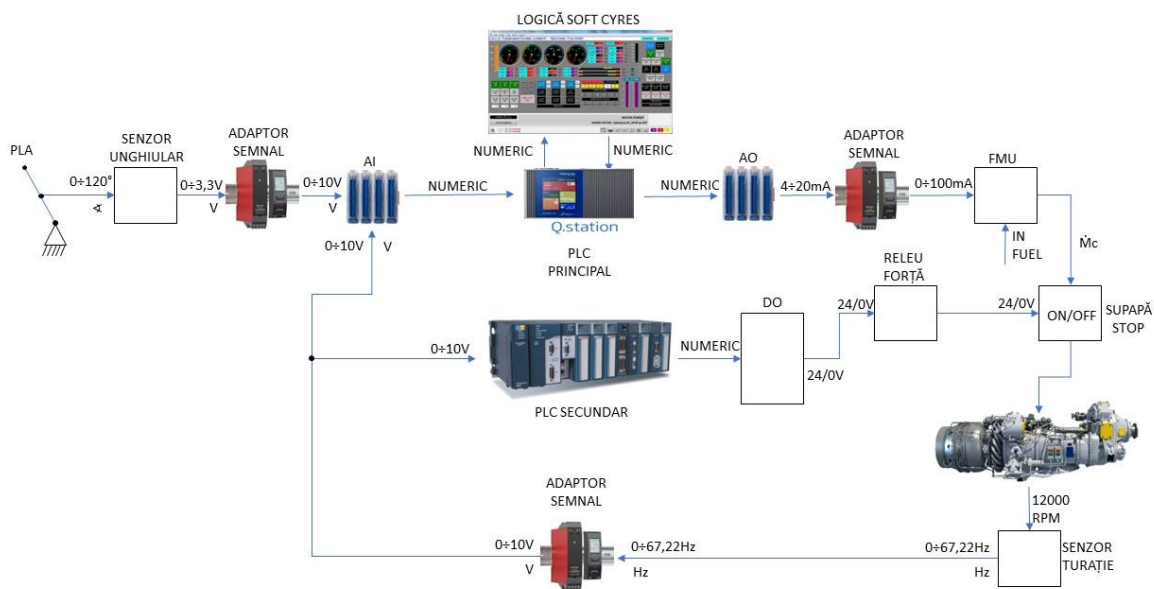 LOGICĂ SOFT CYRES
PLA
0÷120°
∢
SENZOR
UNGHIULAR
0÷3,3V
V
ADAPTOR
SEMNAL
0÷10V
V
AI
0÷10V
V
NUMERIC
NUMERIC
NUMERIC
Q.station
PLC
PRINCIPAL
NUMERIC
AO
4÷20mA
ADAPTOR
SEMNAL
0÷100mA
FMU
IN
FUEL
Ṁc
RELEU
FORȚĂ
24/0V
24/0V
ON/OFF
SUPAPĂ
STOP
DO
24/0V
NUMERIC
0÷10V
PLC SECUNDAR
12000
RPM
SENZOR
TURAȚIE
0÷67,22Hz
Hz
0÷67,22Hz
Hz
ADAPTOR
SEMNAL
0÷10V
V